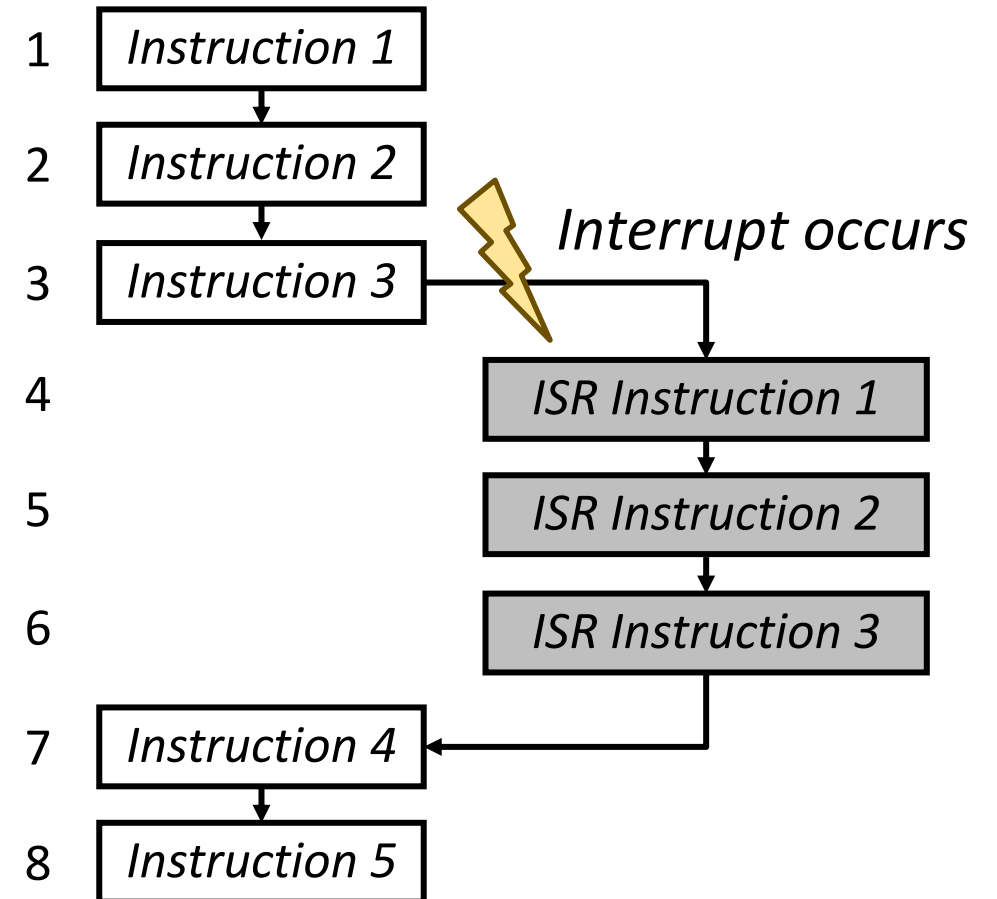 1 Instruction 1
2 Instruction 2
Interrupt occurs
3 Instruction 3
4 ISR Instruction 1
5 ISR Instruction 2
6 ISR Instruction 3
7 Instruction 4
8 Instruction 5